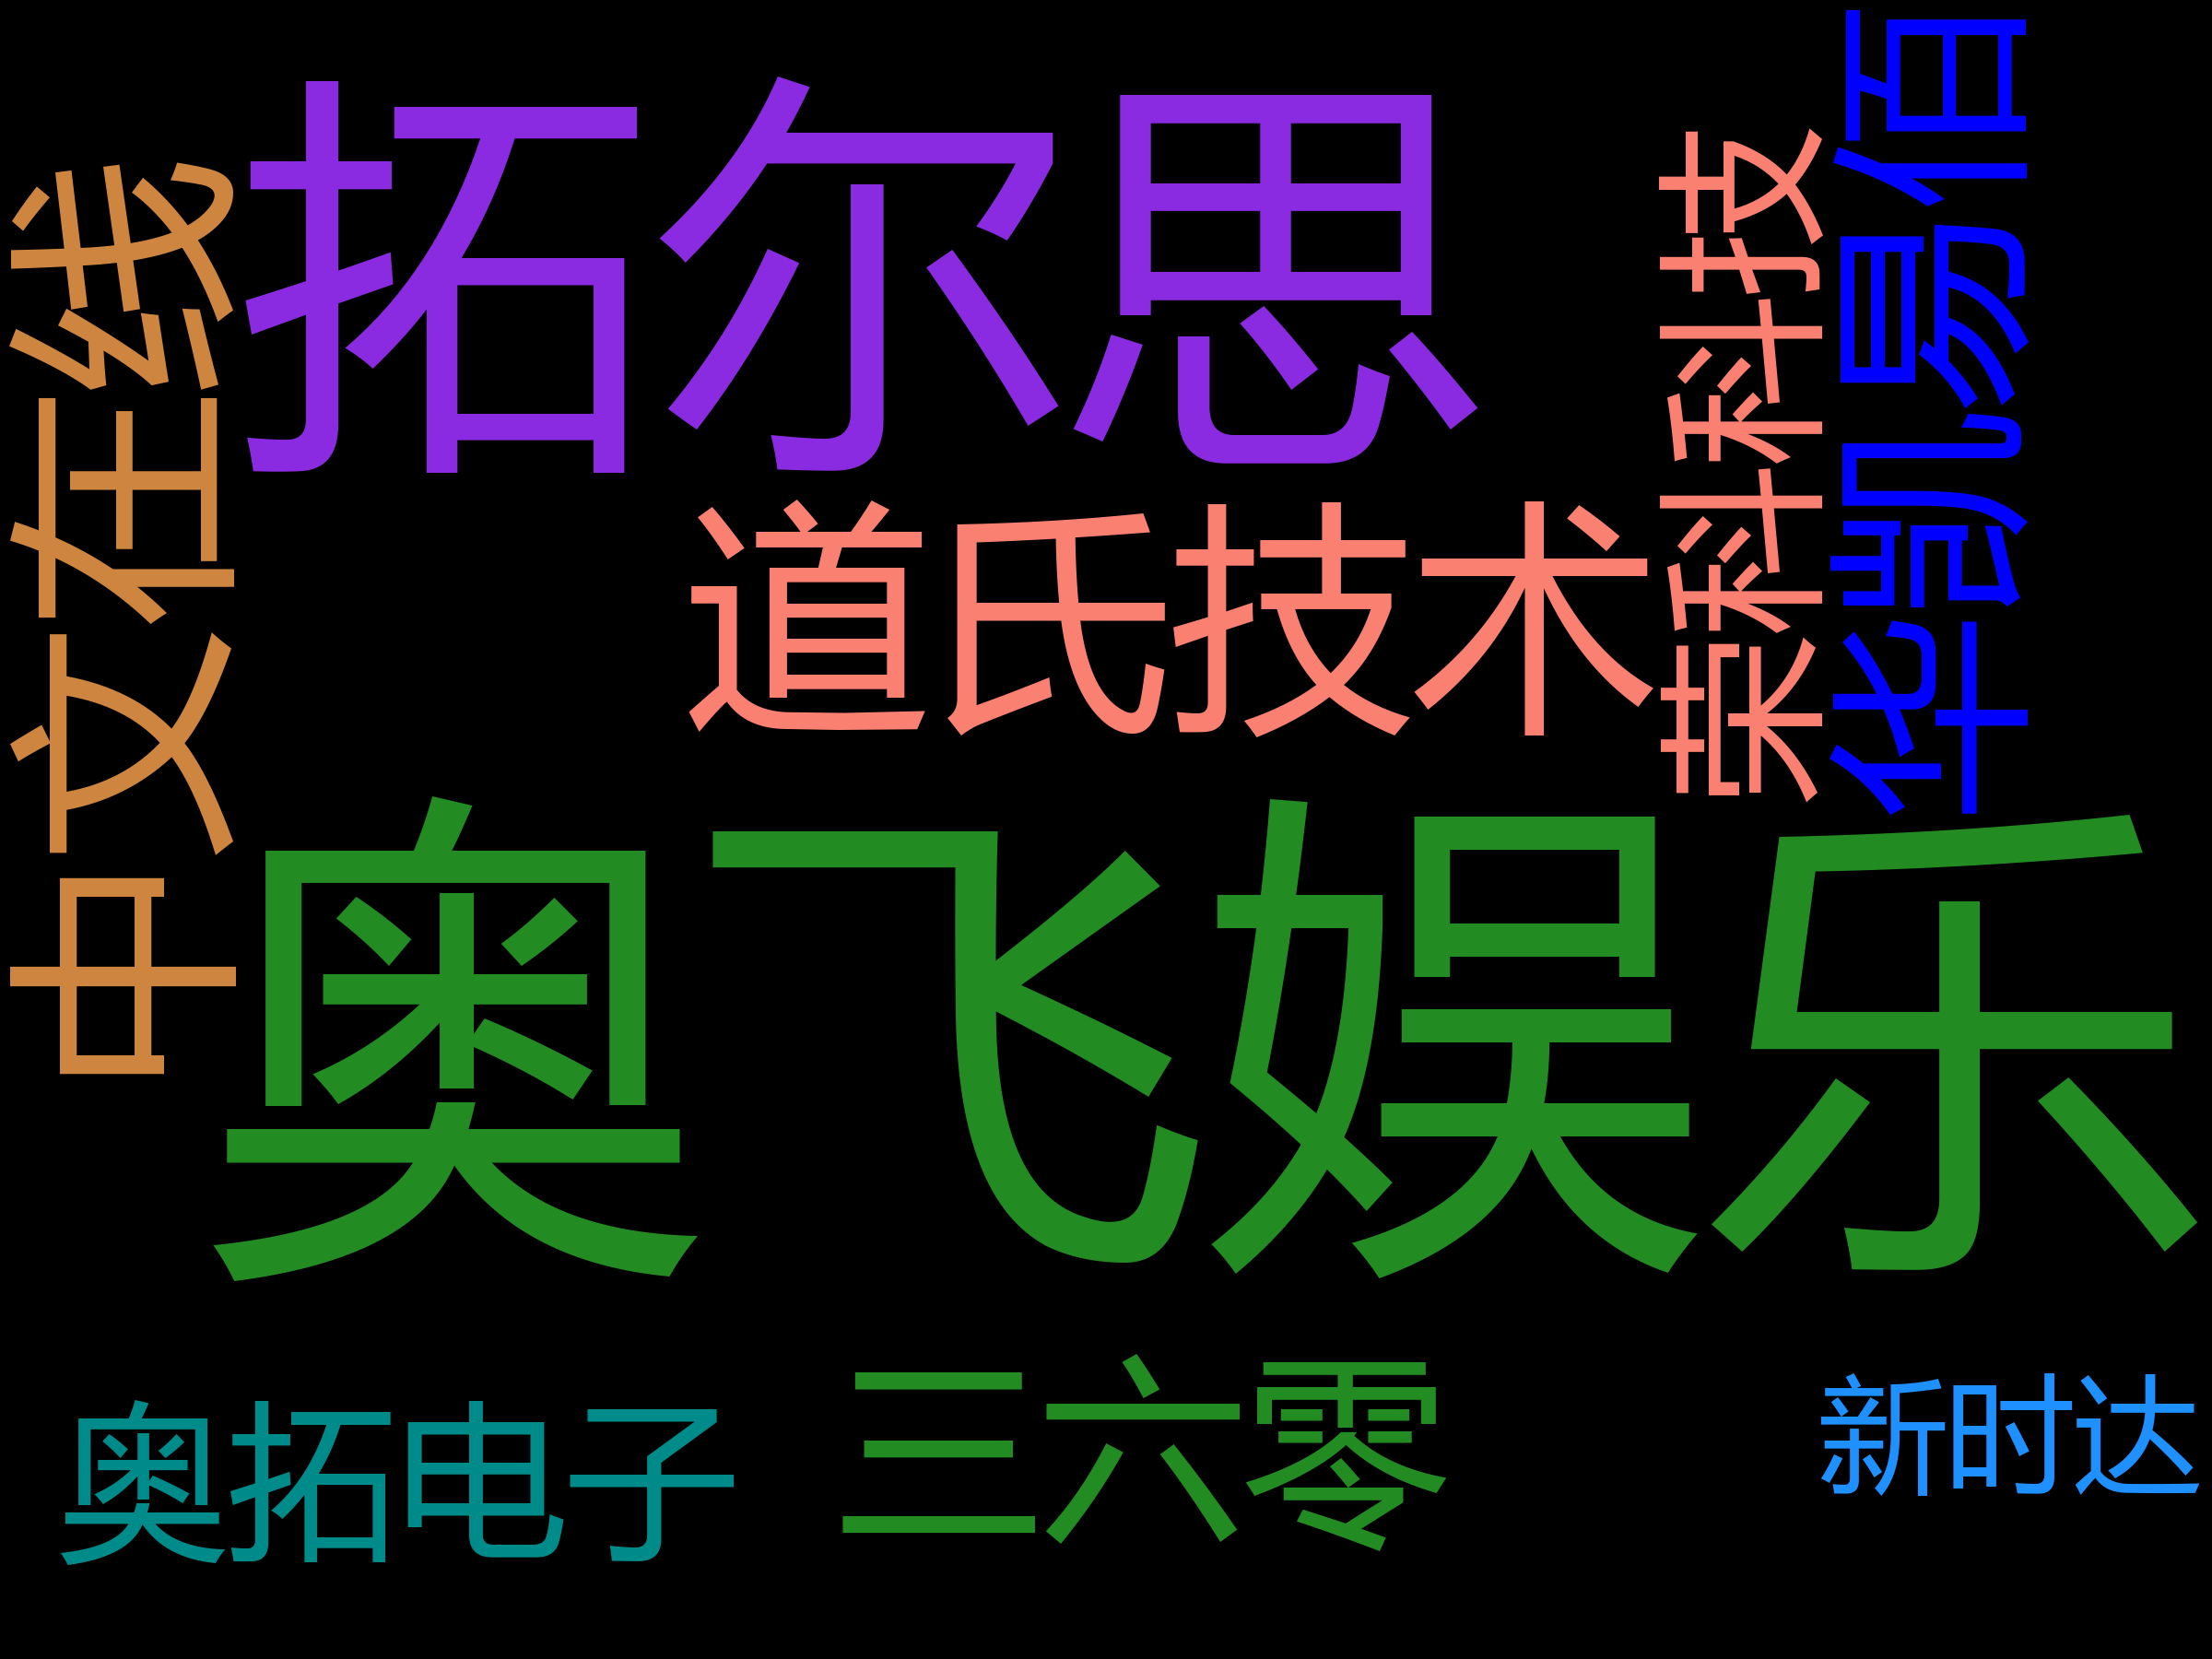 拓尔思
中文在线
荣科科技
华凯易佰
道氏技术
奥飞娱乐
奥拓电子
三六零
新时达